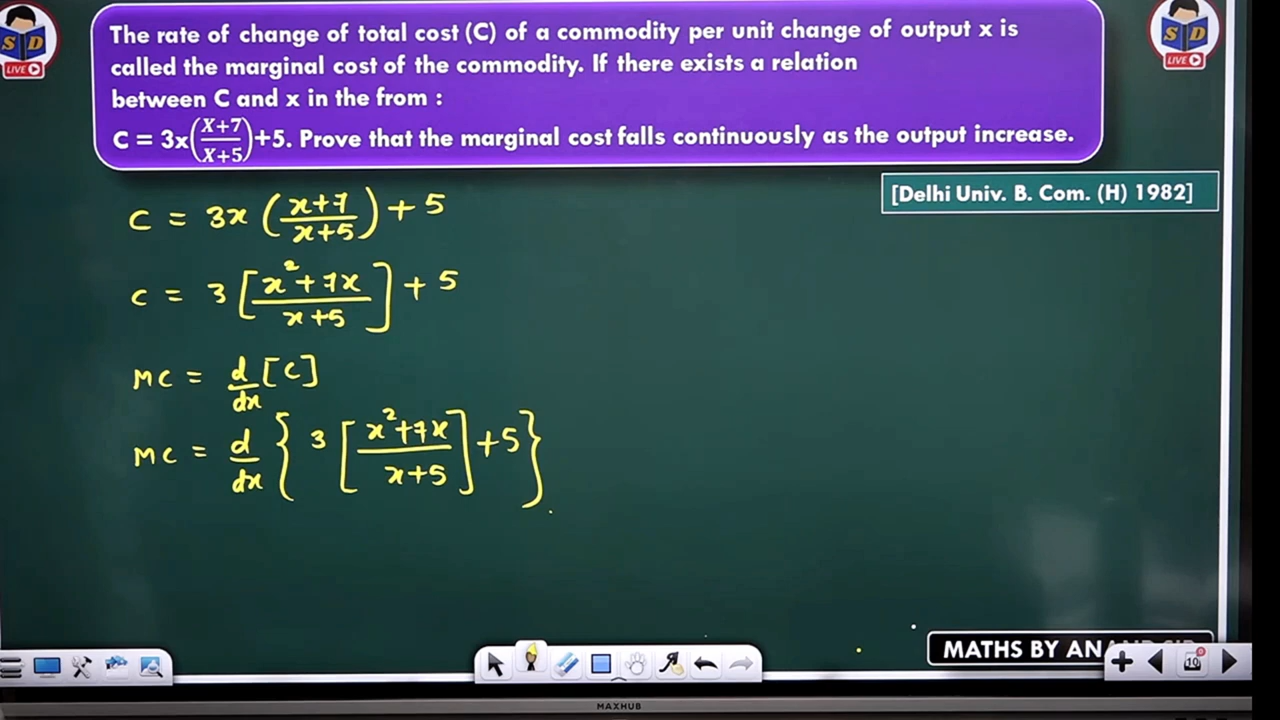 The rate of change of total cost (C) of a commodity per unit change of output x is
called the marginal cost of the commodity. If there exists a relation
between C and x in the from :
C = 3x(X+7/X+5)+5. Prove that the marginal cost falls continuously as the output increase.
[Delhi Univ. B. Com. (H) 1982]
C = 3x (x+7/x+5) + 5
C = 3 [x²+7x/x+5] + 5
MC = d/dx [C]
MC = d/dx { 3 [x²+7x/x+5] +5 }
S D
LIVE
S D
LIVE
MATHS BY AN
10
MAXHUB